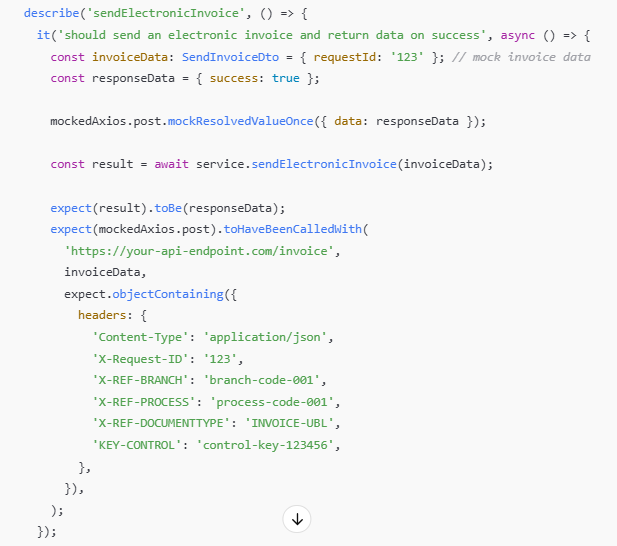 describe('sendElectronicInvoice', () => {
  it('should send an electronic invoice and return data on success', async () => {
    const invoiceData: SendInvoiceDto = { requestId: '123' }; // mock invoice data
    const responseData = { success: true };

    mockedAxios.post.mockResolvedValueOnce({ data: responseData });

    const result = await service.sendElectronicInvoice(invoiceData);

    expect(result).toBe(responseData);
    expect(mockedAxios.post).toHaveBeenCalledWith(
      'https://your-api-endpoint.com/invoice',
      invoiceData,
      expect.objectContaining({
        headers: {
          'Content-Type': 'application/json',
          'X-Request-ID': '123',
          'X-REF-BRANCH': 'branch-code-001',
          'X-REF-PROCESS': 'process-code-001',
          'X-REF-DOCUMENTTYPE': 'INVOICE-UBL',
          'KEY-CONTROL': 'control-key-123456',
        },
      }),
    );
  });